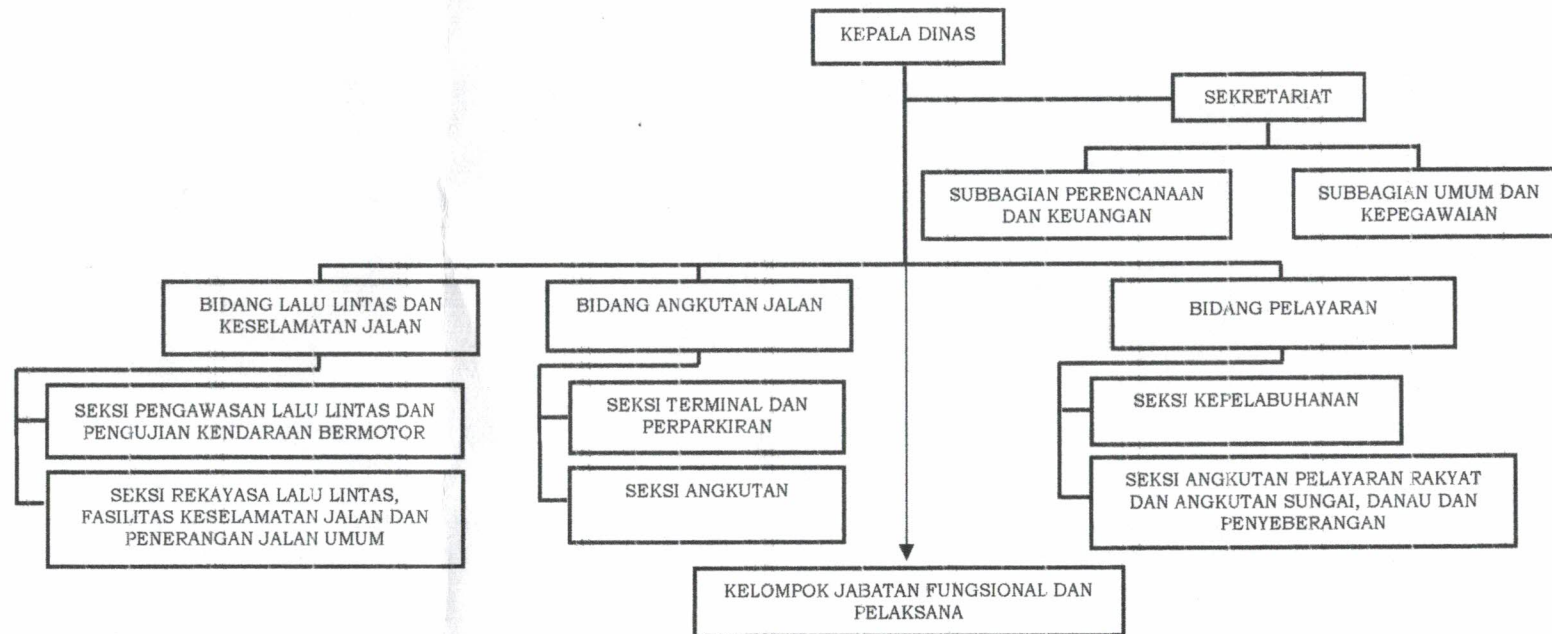 KEPALA DINAS
SEKRETARIAT
SUBBAGIAN PERENCANAAN
DAN KEUANGAN
SUBBAGIAN UMUM DAN
KEPEGAWAIAN
BIDANG LALU LINTAS DAN
KESELAMATAN JALAN
BIDANG ANGKUTAN JALAN
BIDANG PELAYARAN
SEKSI PENGAWASAN LALU LINTAS DAN
PENGUJIAN KENDARAAN BERMOTOR
SEKSI REKAYASA LALU LINTAS,
FASILITAS KESELAMATAN JALAN DAN
PENERANGAN JALAN UMUM
SEKSI TERMINAL DAN
PERPARKIRAN
SEKSI ANGKUTAN
SEKSI KEPELABUHANAN
SEKSI ANGKUTAN PELAYARAN RAKYAT
DAN ANGKUTAN SUNGAI, DANAU DAN
PENYEBERANGAN
KELOMPOK JABATAN FUNGSIONAL DAN
PELAKSANA